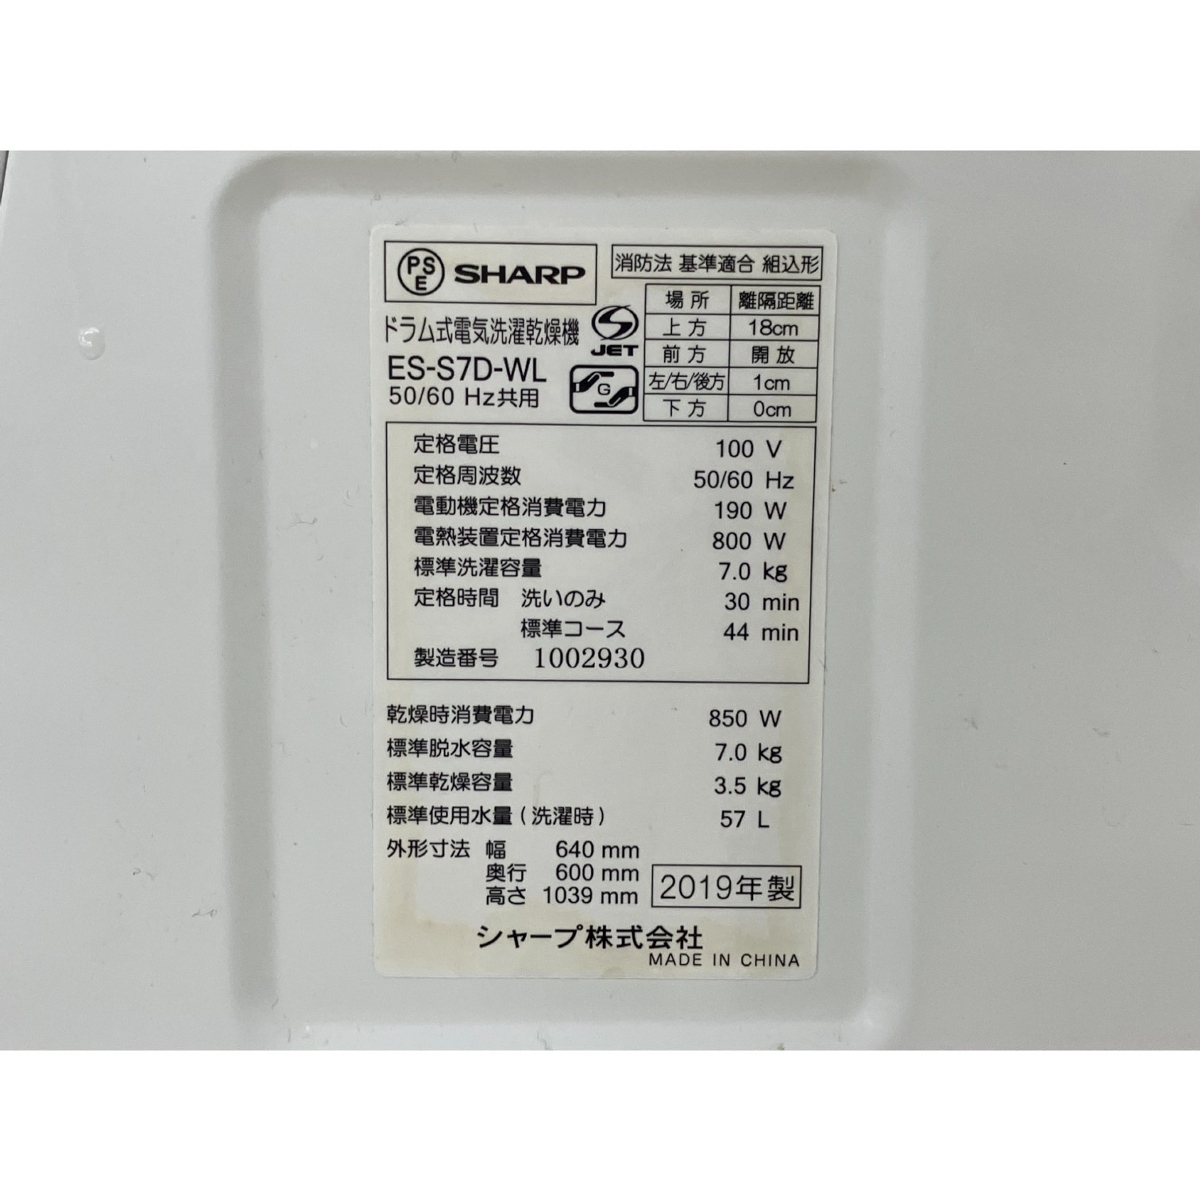 PSE SHARP
消防法 基準適合 組込形
場所 離隔距離
上方 18cm
前方 開放
左/右/後方 1cm
下方 0cm
ドラム式電気洗濯乾燥機
JET
ES-S7D-WL
50/60 Hz共用
G
定格電圧 100 V
定格周波数 50/60 Hz
電動機定格消費電力 190 W
電熱装置定格消費電力 800 W
標準洗濯容量 7.0 kg
定格時間 洗いのみ 30 min
標準コース 44 min
製造番号 1002930
乾燥時消費電力 850 W
標準脱水容量 7.0 kg
標準乾燥容量 3.5 kg
標準使用水量(洗濯時) 57 L
外形寸法 幅 640 mm
奥行 600 mm
高さ 1039 mm
2019年製
シャープ株式会社
MADE IN CHINA